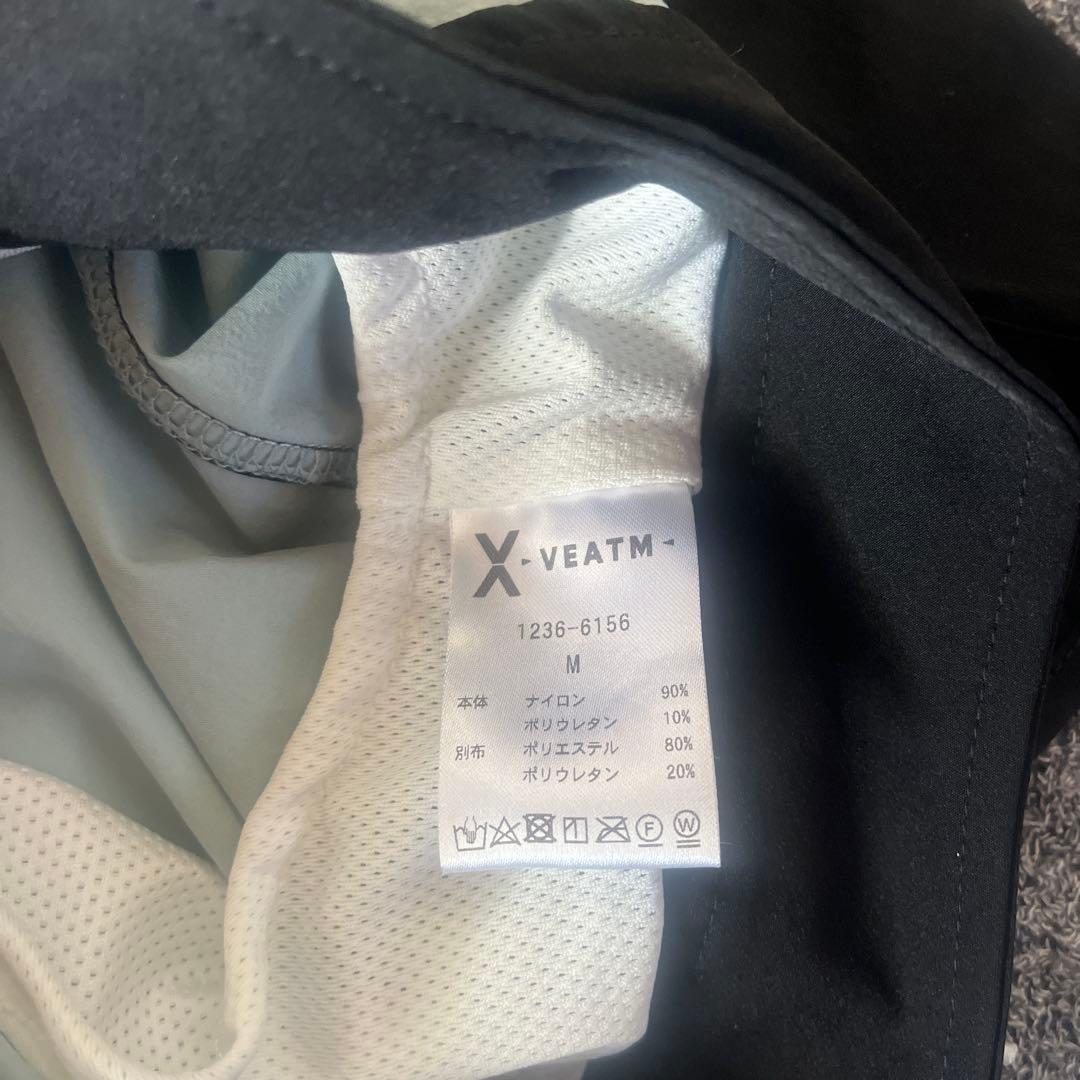 X-VEATM-
1236-6156
M
本体 ナイロン 90%
ポリウレタン 10%
別布 ポリエステル 80%
ポリウレタン 20%
F W